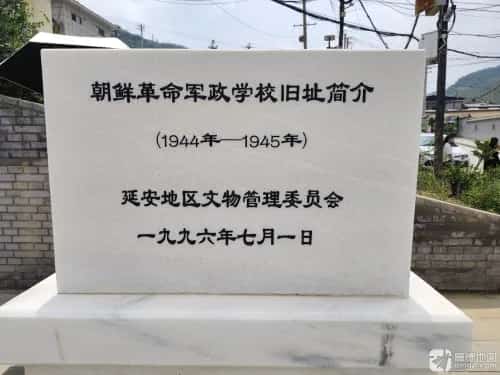 朝鲜革命军政学校旧址简介
(1944年—1945年)
延安地区文物管理委员会
一九九六年七月一日